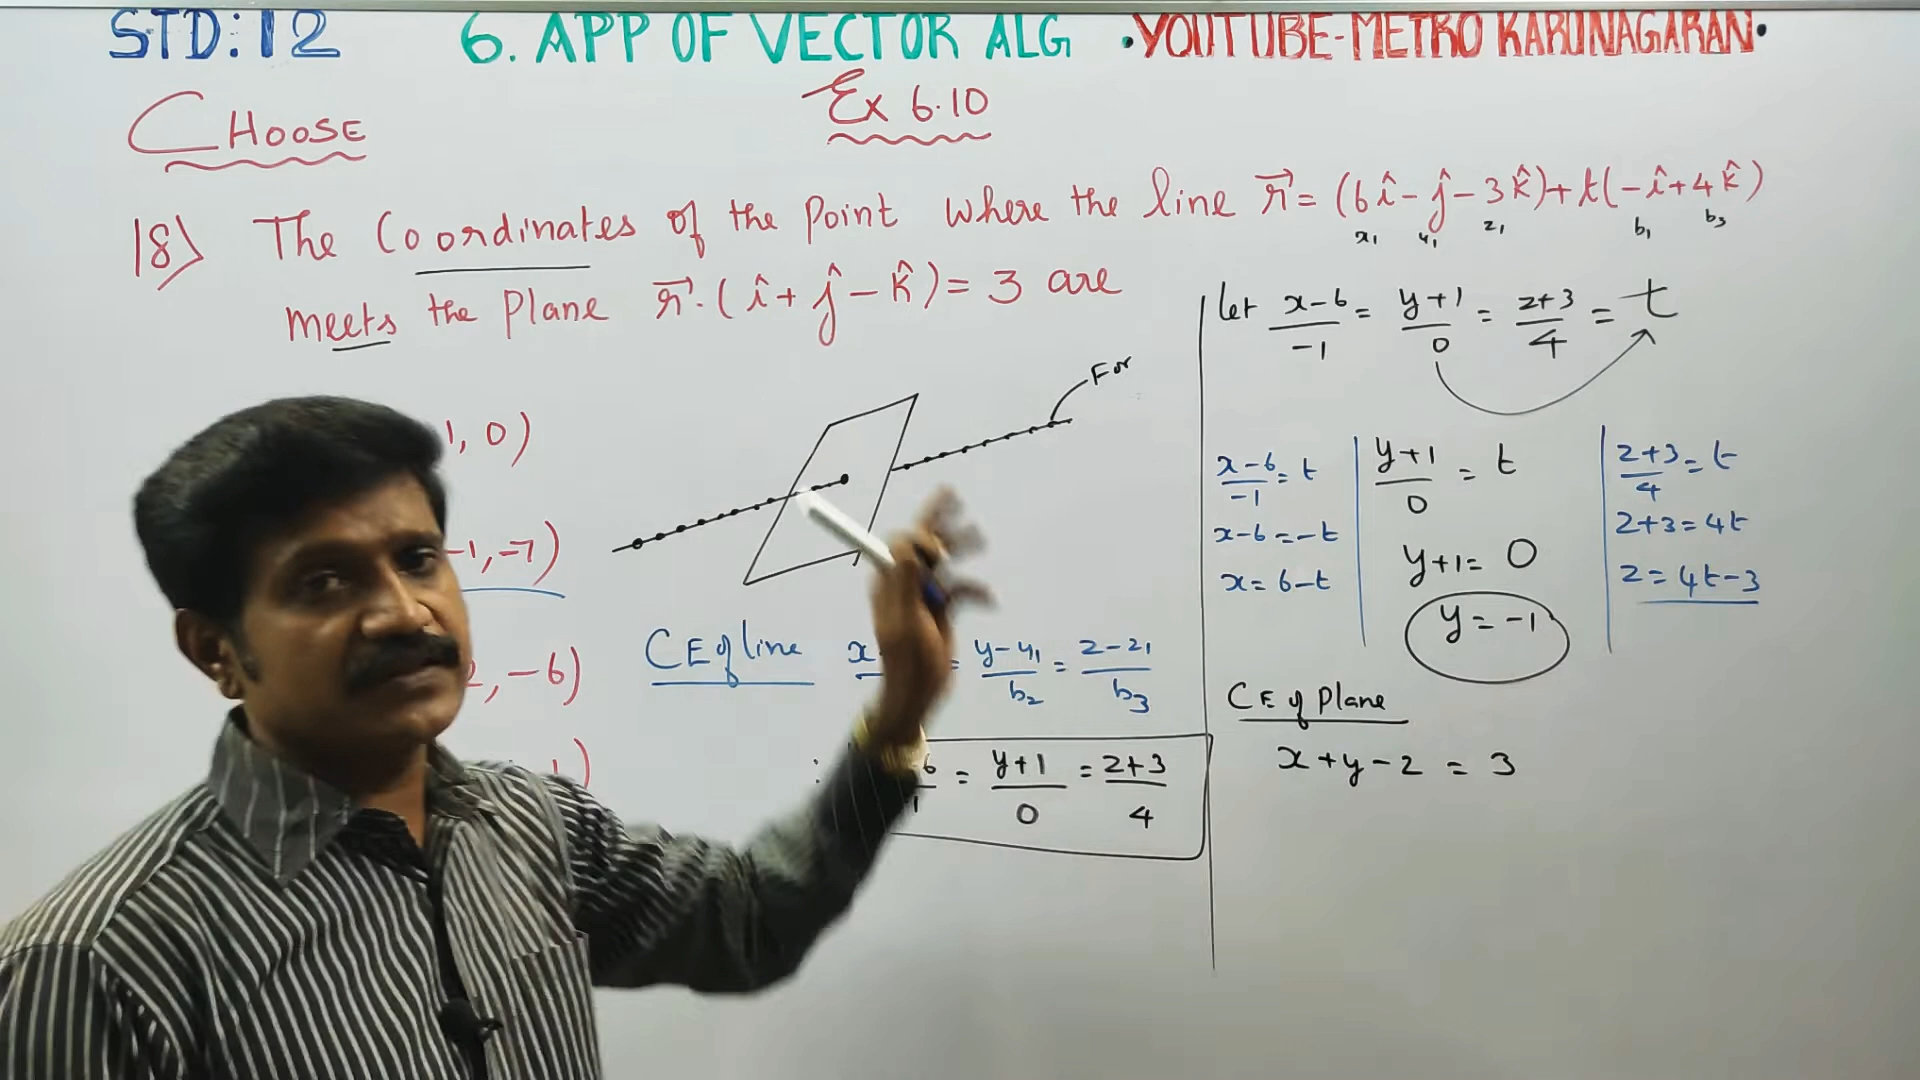 STD:12 6. APP OF VECTOR ALG •YOUTUBE-METRO KARUNAGARAN•
CHOOSE Ex 6.10
18) The Coordinates of the Point where the line r⃗ = (6î - ĵ - 3k̂) + t(-î + 4k̂)
x₁ y₁ z₁ b₁ b₃
meets the Plane r⃗·(î + ĵ - k̂) = 3 are
1, 0)
-1, -7)
2, -6)
1)
For
CE of line
y-y₁/b₂ = z-z₁/b₃
y+1/0 = z+3/4
let x-6/-1 = y+1/0 = z+3/4 = t
x-6/-1 = t
x-6 = -t
x = 6-t
y+1/0 = t
y+1 = 0
y = -1
z+3/4 = t
z+3 = 4t
z = 4t-3
CE of Plane
x+y-z = 3